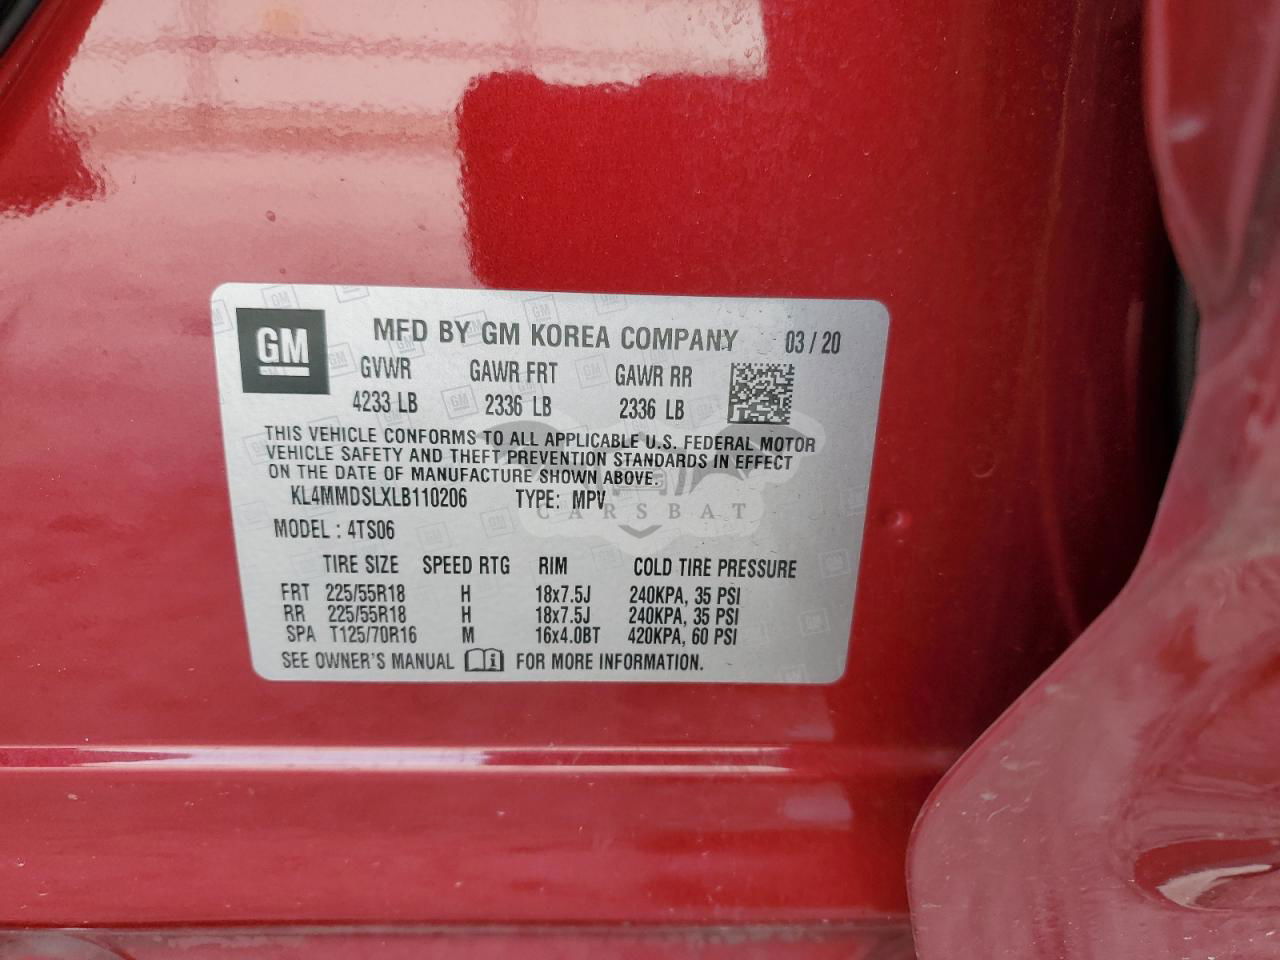 GM MFD BY GM KOREA COMPANY 03/20
GVWR GAWR FRT GAWR RR
4233 LB 2336 LB 2336 LB
THIS VEHICLE CONFORMS TO ALL APPLICABLE U.S. FEDERAL MOTOR
VEHICLE SAFETY AND THEFT PREVENTION STANDARDS IN EFFECT
ON THE DATE OF MANUFACTURE SHOWN ABOVE.
KL4MMDSLXLB110206 TYPE: MPV
CARSBAT
MODEL : 4TS06
TIRE SIZE SPEED RTG RIM COLD TIRE PRESSURE
FRT 225/55R18 H 18x7.5J 240KPA, 35 PSI
RR 225/55R18 H 18x7.5J 240KPA, 35 PSI
SPA T125/70R16 M 16x4.0BT 420KPA, 60 PSI
SEE OWNER'S MANUAL i FOR MORE INFORMATION.